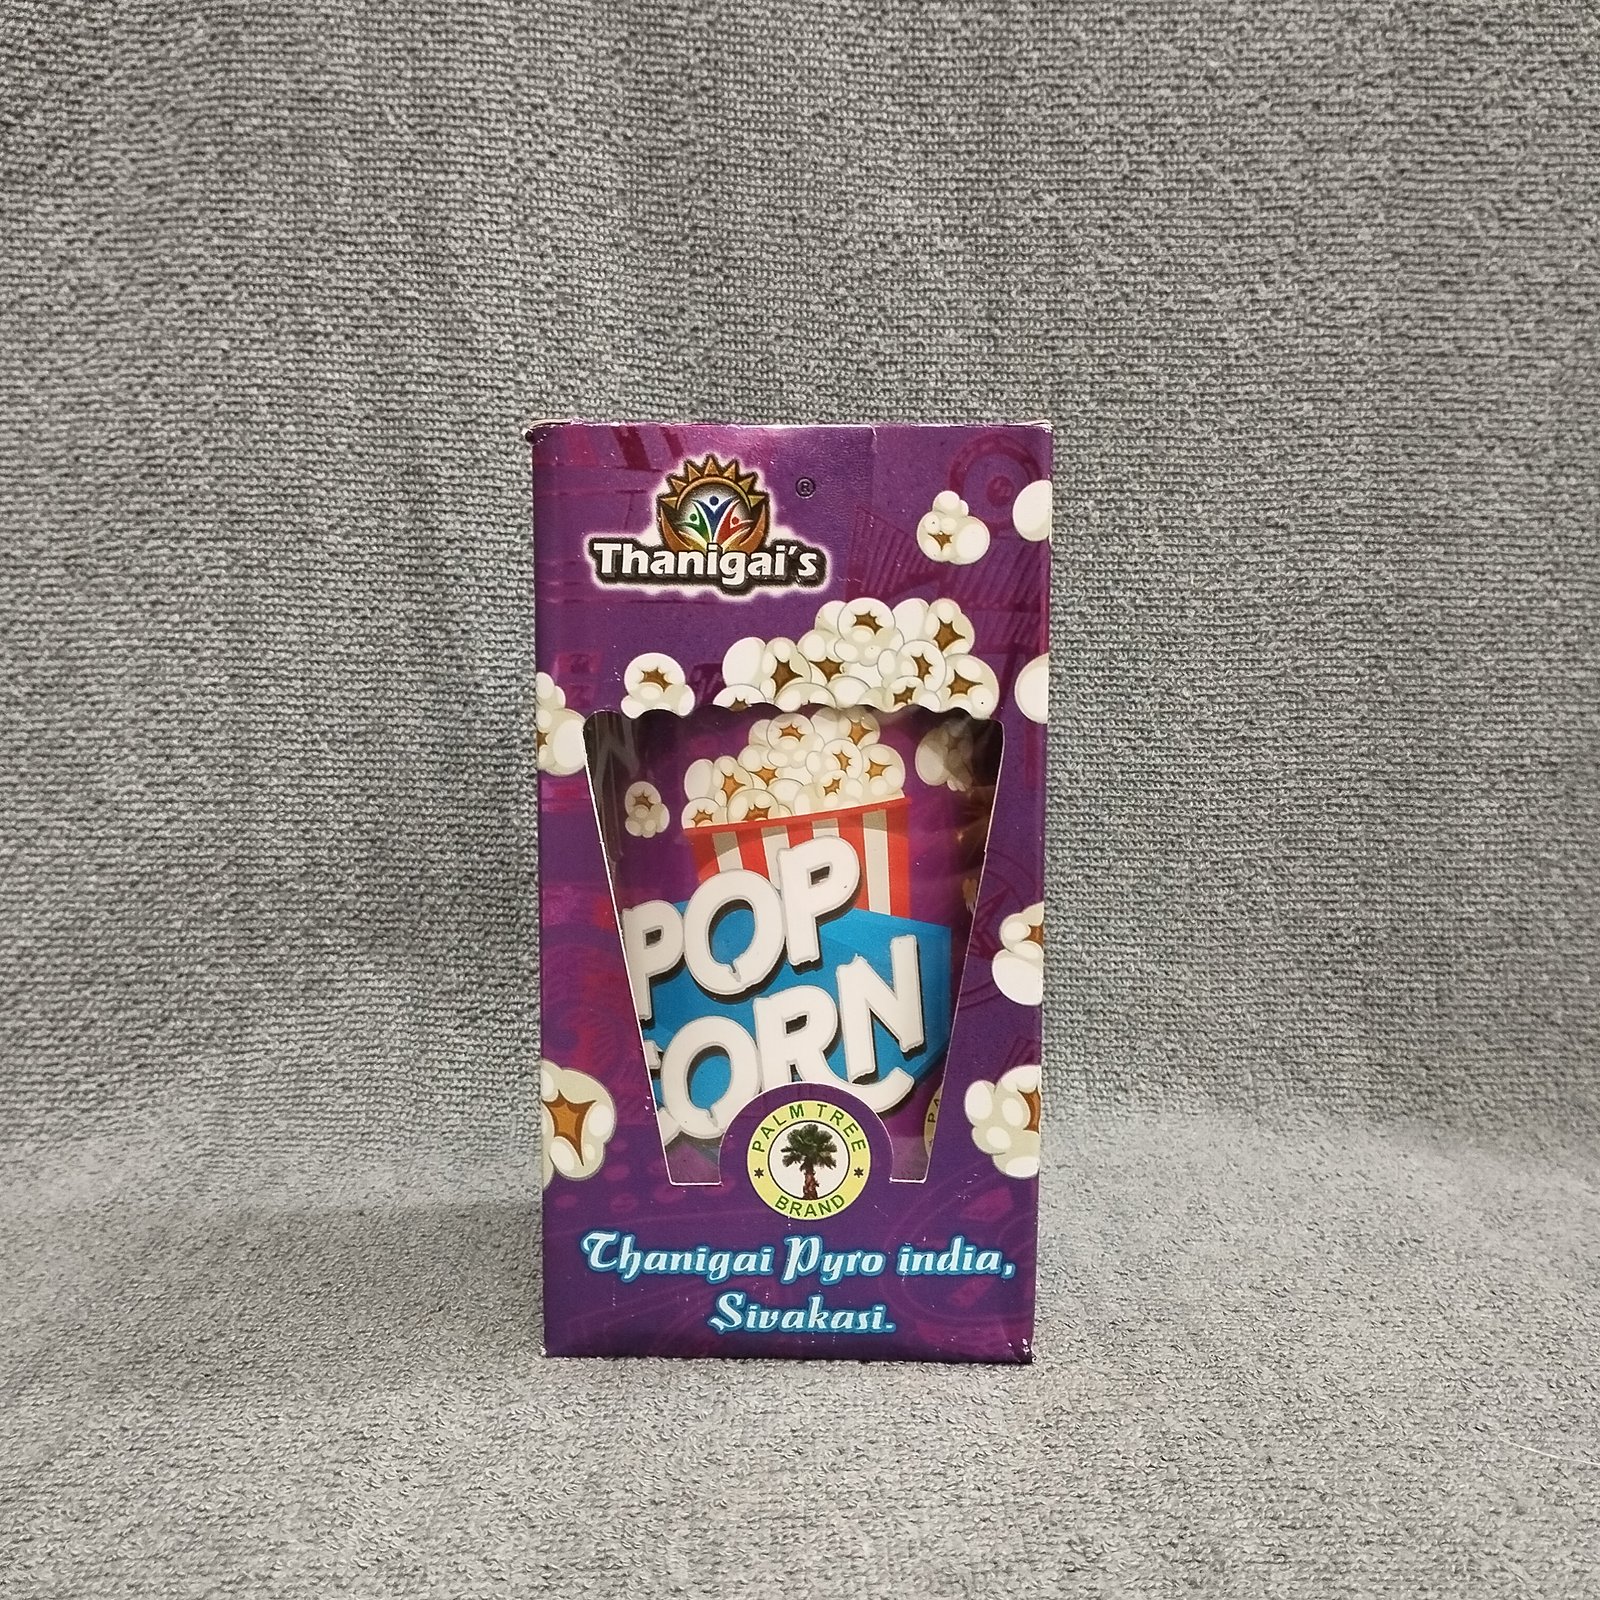 ®
Thanigai's
POP
CORN
PALM TREE
BRAND
Thanigai Pyro india,
Sivakasi.